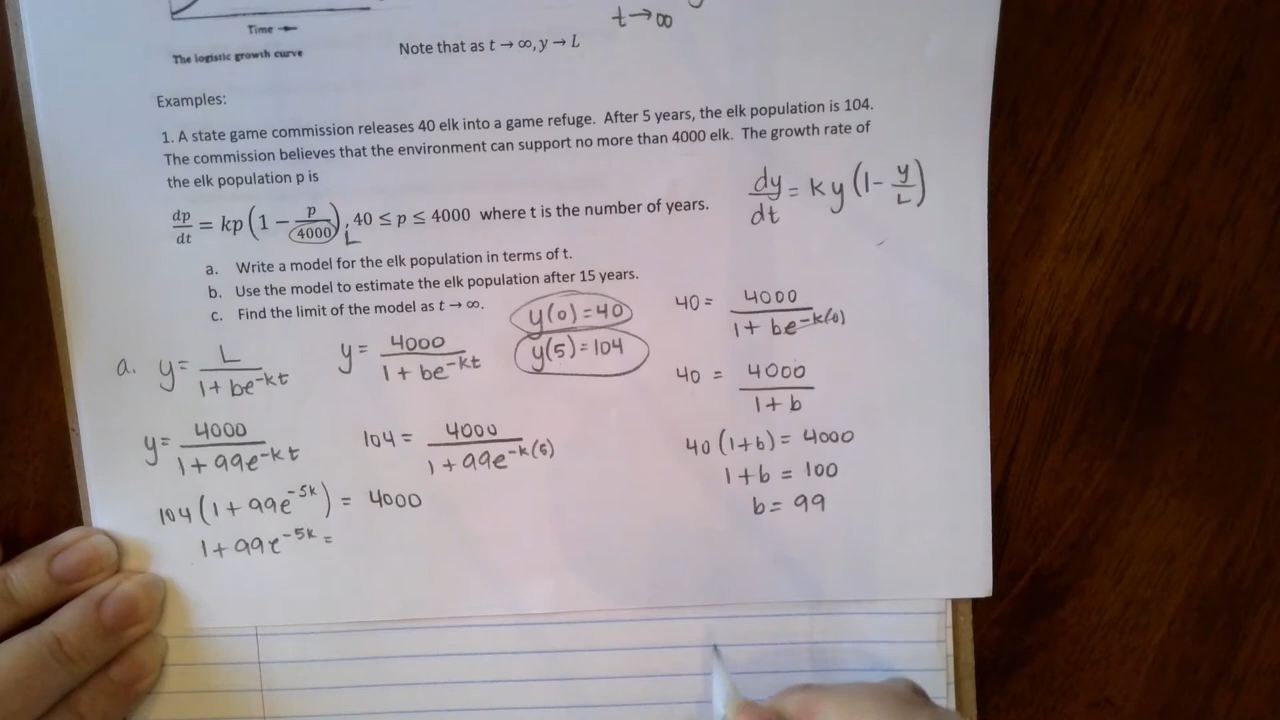 t→∞
Time
The logistic growth curve
Note that as t → ∞, y → L
Examples:
1. A state game commission releases 40 elk into a game refuge. After 5 years, the elk population is 104.
The commission believes that the environment can support no more than 4000 elk. The growth rate of
the elk population p is
dp/dt = kp(1 − p/4000), 40 ≤ p ≤ 4000 where t is the number of years.
L
dy/dt = ky(1 - y/L)
a. Write a model for the elk population in terms of t.
b. Use the model to estimate the elk population after 15 years.
c. Find the limit of the model as t → ∞.
a. y = L/(1 + be^-kt)
y = 4000/(1 + be^-kt)
y(0) = 40
y(5) = 104
y = 4000/(1 + 99e^-kt)
104 = 4000/(1 + 99e^-k(5))
104(1 + 99e^-5k) = 4000
1 + 99e^-5k =
40 = 4000/(1 + be^-k(0))
40 = 4000/(1 + b)
40(1+b) = 4000
1+b = 100
b = 99